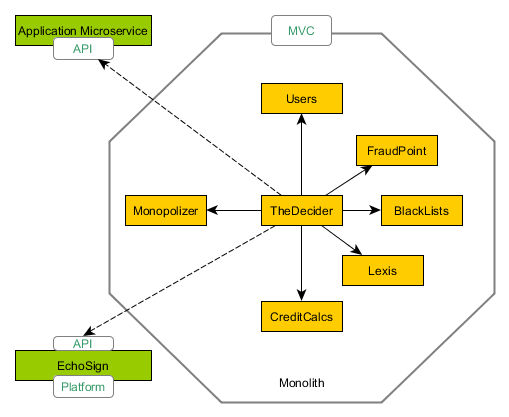 Application Microservice
API
MVC
Users
FraudPoint
Monopolizer
TheDecider
BlackLists
Lexis
CreditCalcs
API
EchoSign
Platform
Monolith